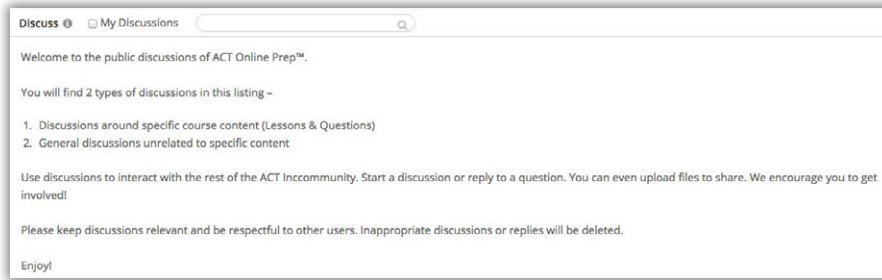 Discuss My Discussions
Welcome to the public discussions of ACT Online Prep™.
You will find 2 types of discussions in this listing –
1. Discussions around specific course content (Lessons & Questions)
2. General discussions unrelated to specific content
Use discussions to interact with the rest of the ACT Inccommunity. Start a discussion or reply to a question. You can even upload files to share. We encourage you to get
involved!
Please keep discussions relevant and be respectful to other users. Inappropriate discussions or replies will be deleted.
Enjoy!